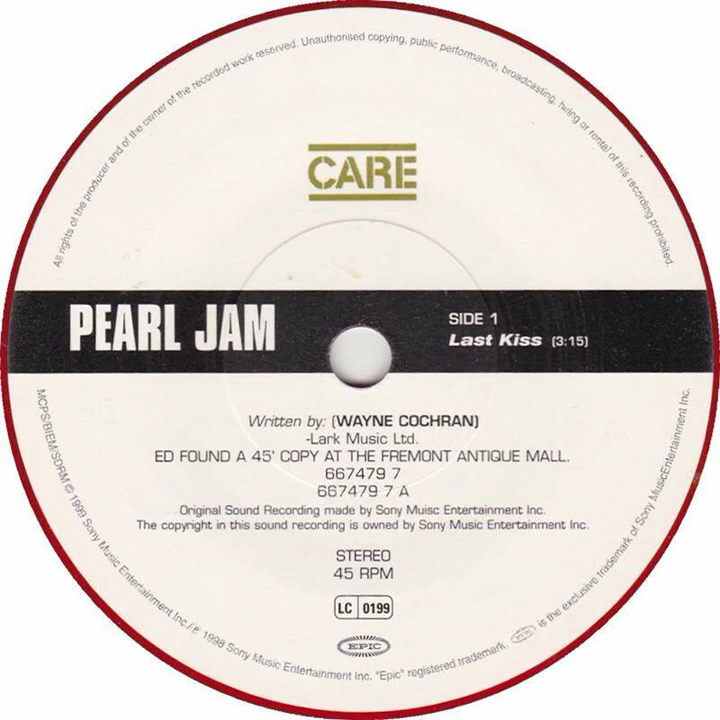 All rights of the producer and of the owner of the recorded work reserved. Unauthorised copying, public performance, broadcasting, hiring or rental of this recording prohibited.
CARE
PEARL JAM
SIDE 1
Last Kiss (3:15)
Written by: (WAYNE COCHRAN)
-Lark Music Ltd.
ED FOUND A 45' COPY AT THE FREMONT ANTIQUE MALL.
667479 7
667479 7 A
Original Sound Recording made by Sony Muisc Entertainment Inc.
The copyright in this sound recording is owned by Sony Music Entertainment Inc.
STEREO
45 RPM
LC 0199
EPIC
MCPS/BIEM/SDRM © 1999 Sony Music Entertainment Inc./℗ 1998 Sony Music Entertainment Inc. "Epic" registered trademark. EPIC is the exclusive trademark of Sony MusicEntertainment Inc.